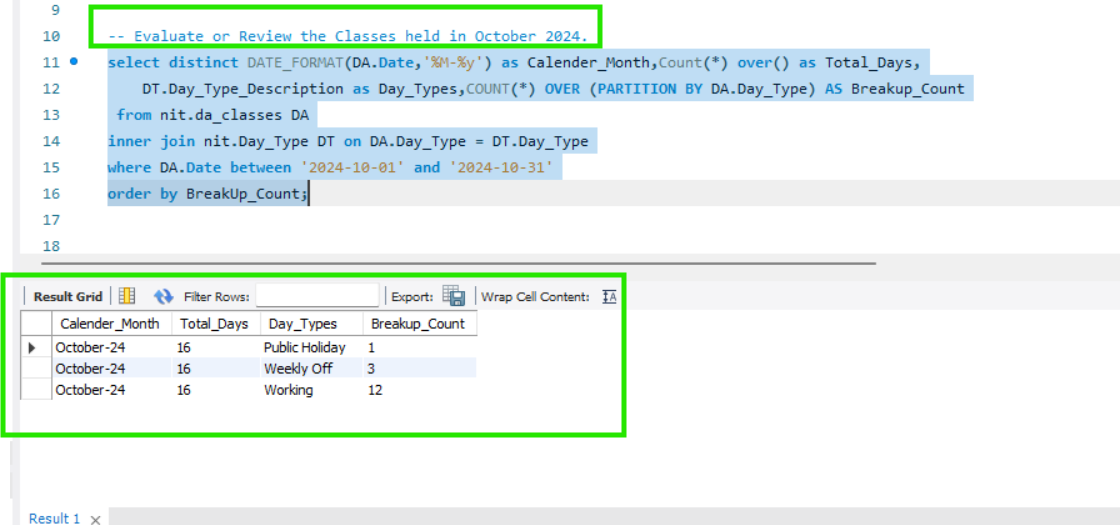 9
10 -- Evaluate or Review the Classes held in October 2024.
11 select distinct DATE_FORMAT(DA.Date,'%M-%y') as Calender_Month,Count(*) over() as Total_Days,
12 DT.Day_Type_Description as Day_Types,COUNT(*) OVER (PARTITION BY DA.Day_Type) AS Breakup_Count
13 from nit.da_classes DA
14 inner join nit.Day_Type DT on DA.Day_Type = DT.Day_Type
15 where DA.Date between '2024-10-01' and '2024-10-31'
16 order by BreakUp_Count;
17
18
Result Grid Filter Rows: Export: Wrap Cell Content: IA
Calender_Month Total_Days Day_Types Breakup_Count
October-24 16 Public Holiday 1
October-24 16 Weekly Off 3
October-24 16 Working 12
Result 1 ×